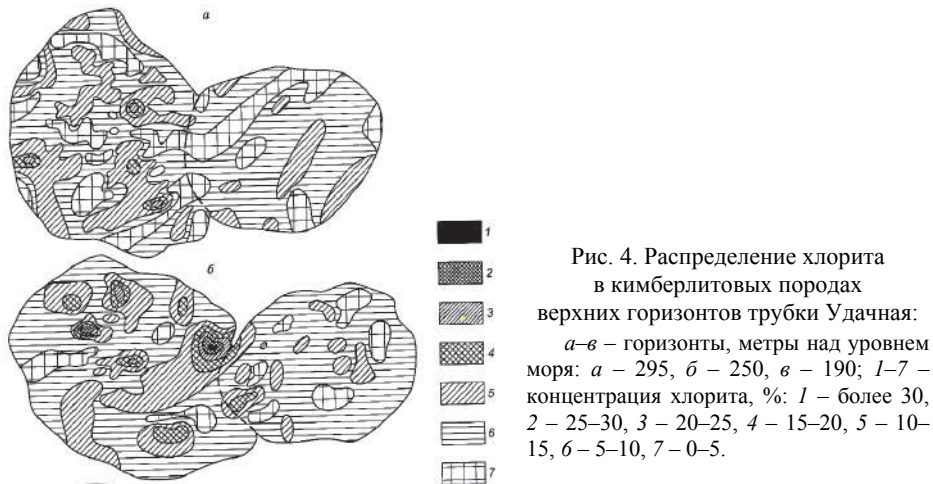 а
б
в
1
2
3
4
5
6
7
Рис. 4. Распределение хлорита
в кимберлитовых породах
верхних горизонтов трубки Удачная:
а–в – горизонты, метры над уровнем
моря: а – 295, б – 250, в – 190; 1–7 –
концентрация хлорита, %: 1 – более 30,
2 – 25–30, 3 – 20–25, 4 – 15–20, 5 – 10–
15, 6 – 5–10, 7 – 0–5.